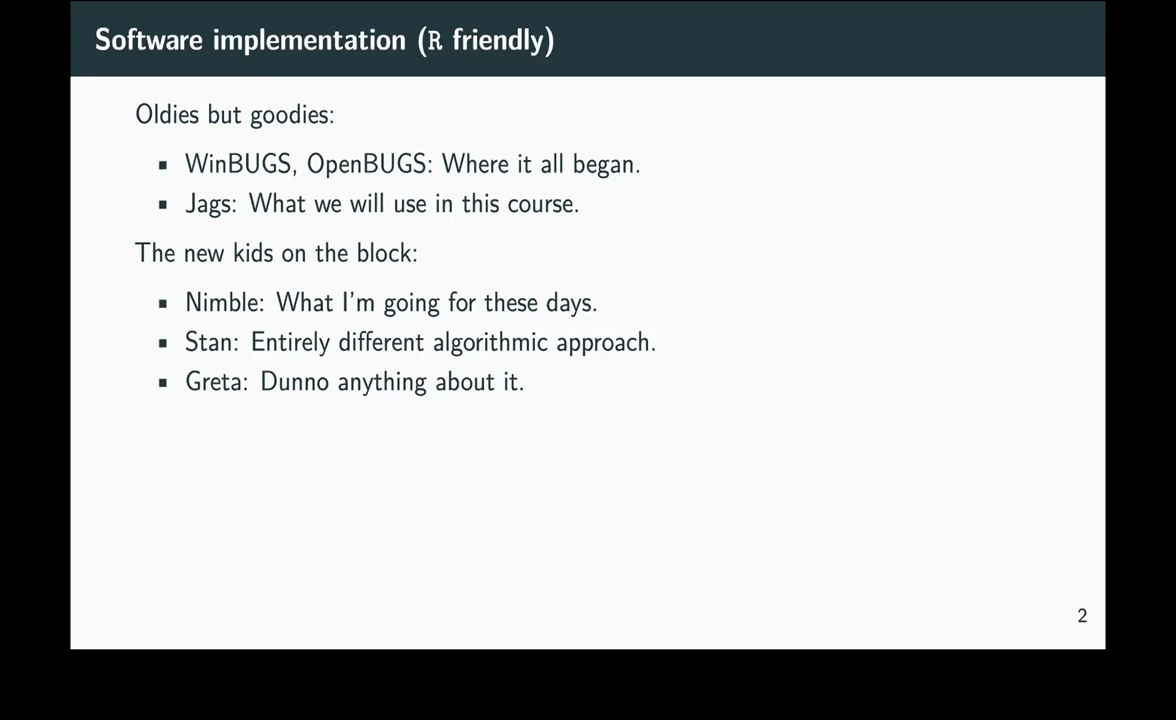 Software implementation (R friendly)
Oldies but goodies:
▪ WinBUGS, OpenBUGS: Where it all began.
▪ Jags: What we will use in this course.
The new kids on the block:
▪ Nimble: What I'm going for these days.
▪ Stan: Entirely different algorithmic approach.
▪ Greta: Dunno anything about it.
2